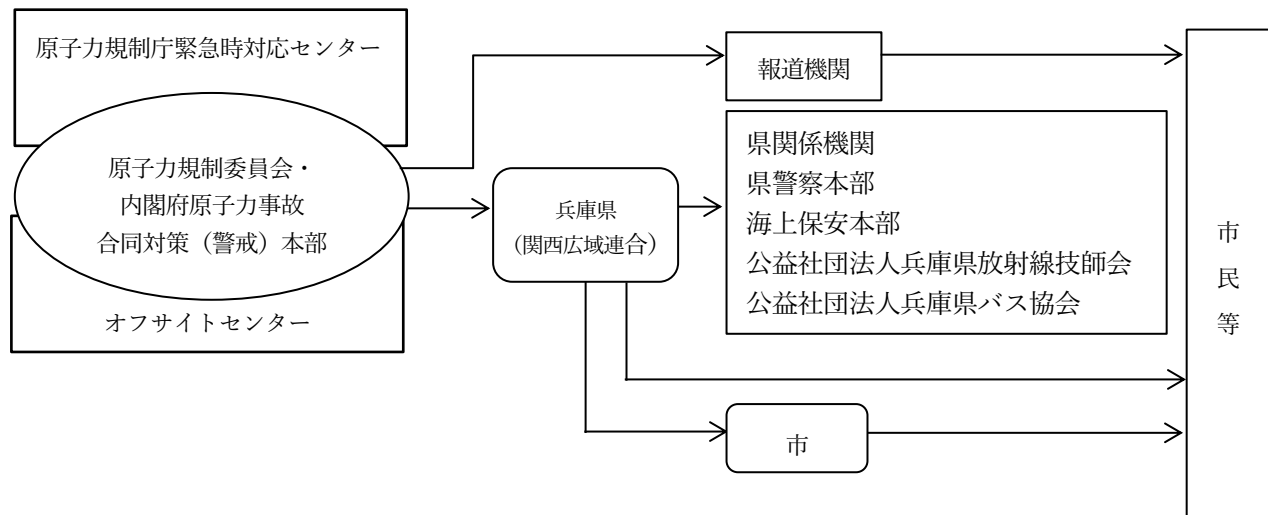 原子力規制庁緊急時対応センター
原子力規制委員会・
内閣府原子力事故
合同対策（警戒）本部
オフサイトセンター
兵庫県
（関西広域連合）
報道機関
県関係機関
県警察本部
海上保安本部
公益社団法人兵庫県放射線技師会
公益社団法人兵庫県バス協会
市
市民等